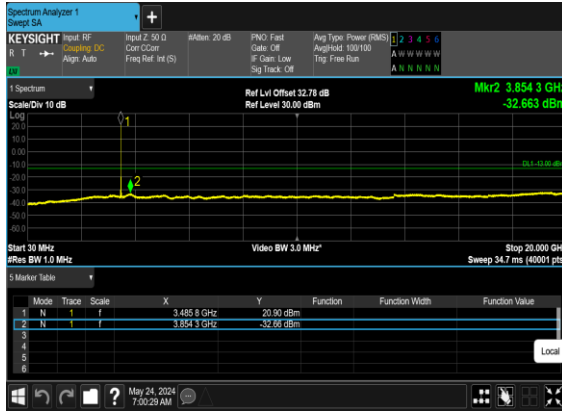 Spectrum Analyzer 1
Swept SA
+
KEYSIGHT Input: RF Input Z: 50 Ω #Atten: 20 dB PNO: Fast Avg Type: Power (RMS) 1 2 3 4 5 6
R T Coupling: DC Corr CCorr Gate: Off Avg|Hold: 100/100 A W W W W W
Align: Auto Freq Ref: Int (S) IF Gain: Low Trig: Free Run
LU Sig Track: Off A N N N N N
1 Spectrum Ref Lvl Offset 32.78 dB Mkr2 3.854 3 GHz
Scale/Div 10 dB Ref Level 30.00 dBm -32.663 dBm
Log
20.0
10.0
0.00
-10.0
DL1 -13.00 dBm
-20.0
-30.0
-40.0
-50.0
-60.0
1
2
Start 30 MHz Video BW 3.0 MHz* Stop 20.000 GH
#Res BW 1.0 MHz Sweep 34.7 ms (40001 pts
5 Marker Table
Mode Trace Scale X Y Function Function Width Function Value
1 N 1 f 3.485 8 GHz 20.90 dBm
2 N 1 f 3.854 3 GHz -32.66 dBm
3
4
5
6
Local
? May 24, 2024
7:00:29 AM